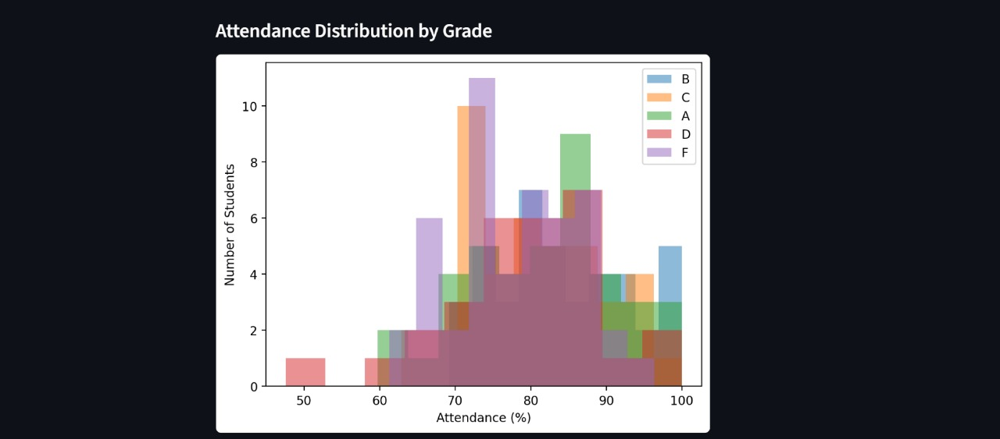 Attendance Distribution by Grade
B
C
A
D
F
10
8
6
4
2
0
Number of Students
50 60 70 80 90 100
Attendance (%)